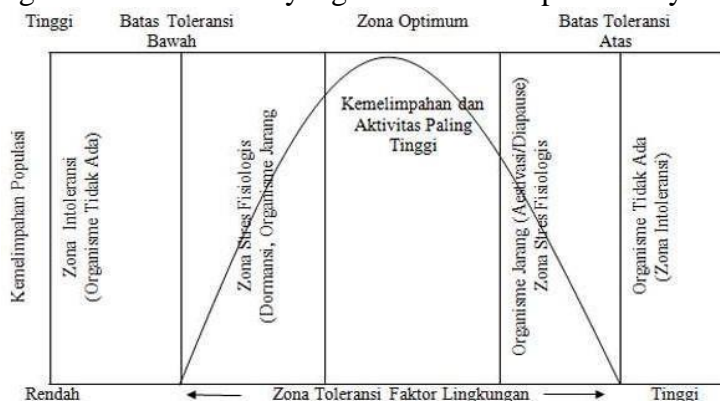 Tinggi
Batas Toleransi
Bawah
Zona Optimum
Batas Toleransi
Atas
Kemelimpahan Populasi
Zona Intoleransi
(Organisme Tidak Ada)
Zona Stres Fisiologis
(Dormansi, Organisme Jarang
Kemelimpahan dan
Aktivitas Paling
Tinggi
Organisme Jarang (Aestivasi/Diapause)
Zona Stres Fisiologis
Organisme Tidak Ada
(Zona Intoleransi)
Rendah
Zona Toleransi Faktor Lingkungan
Tinggi